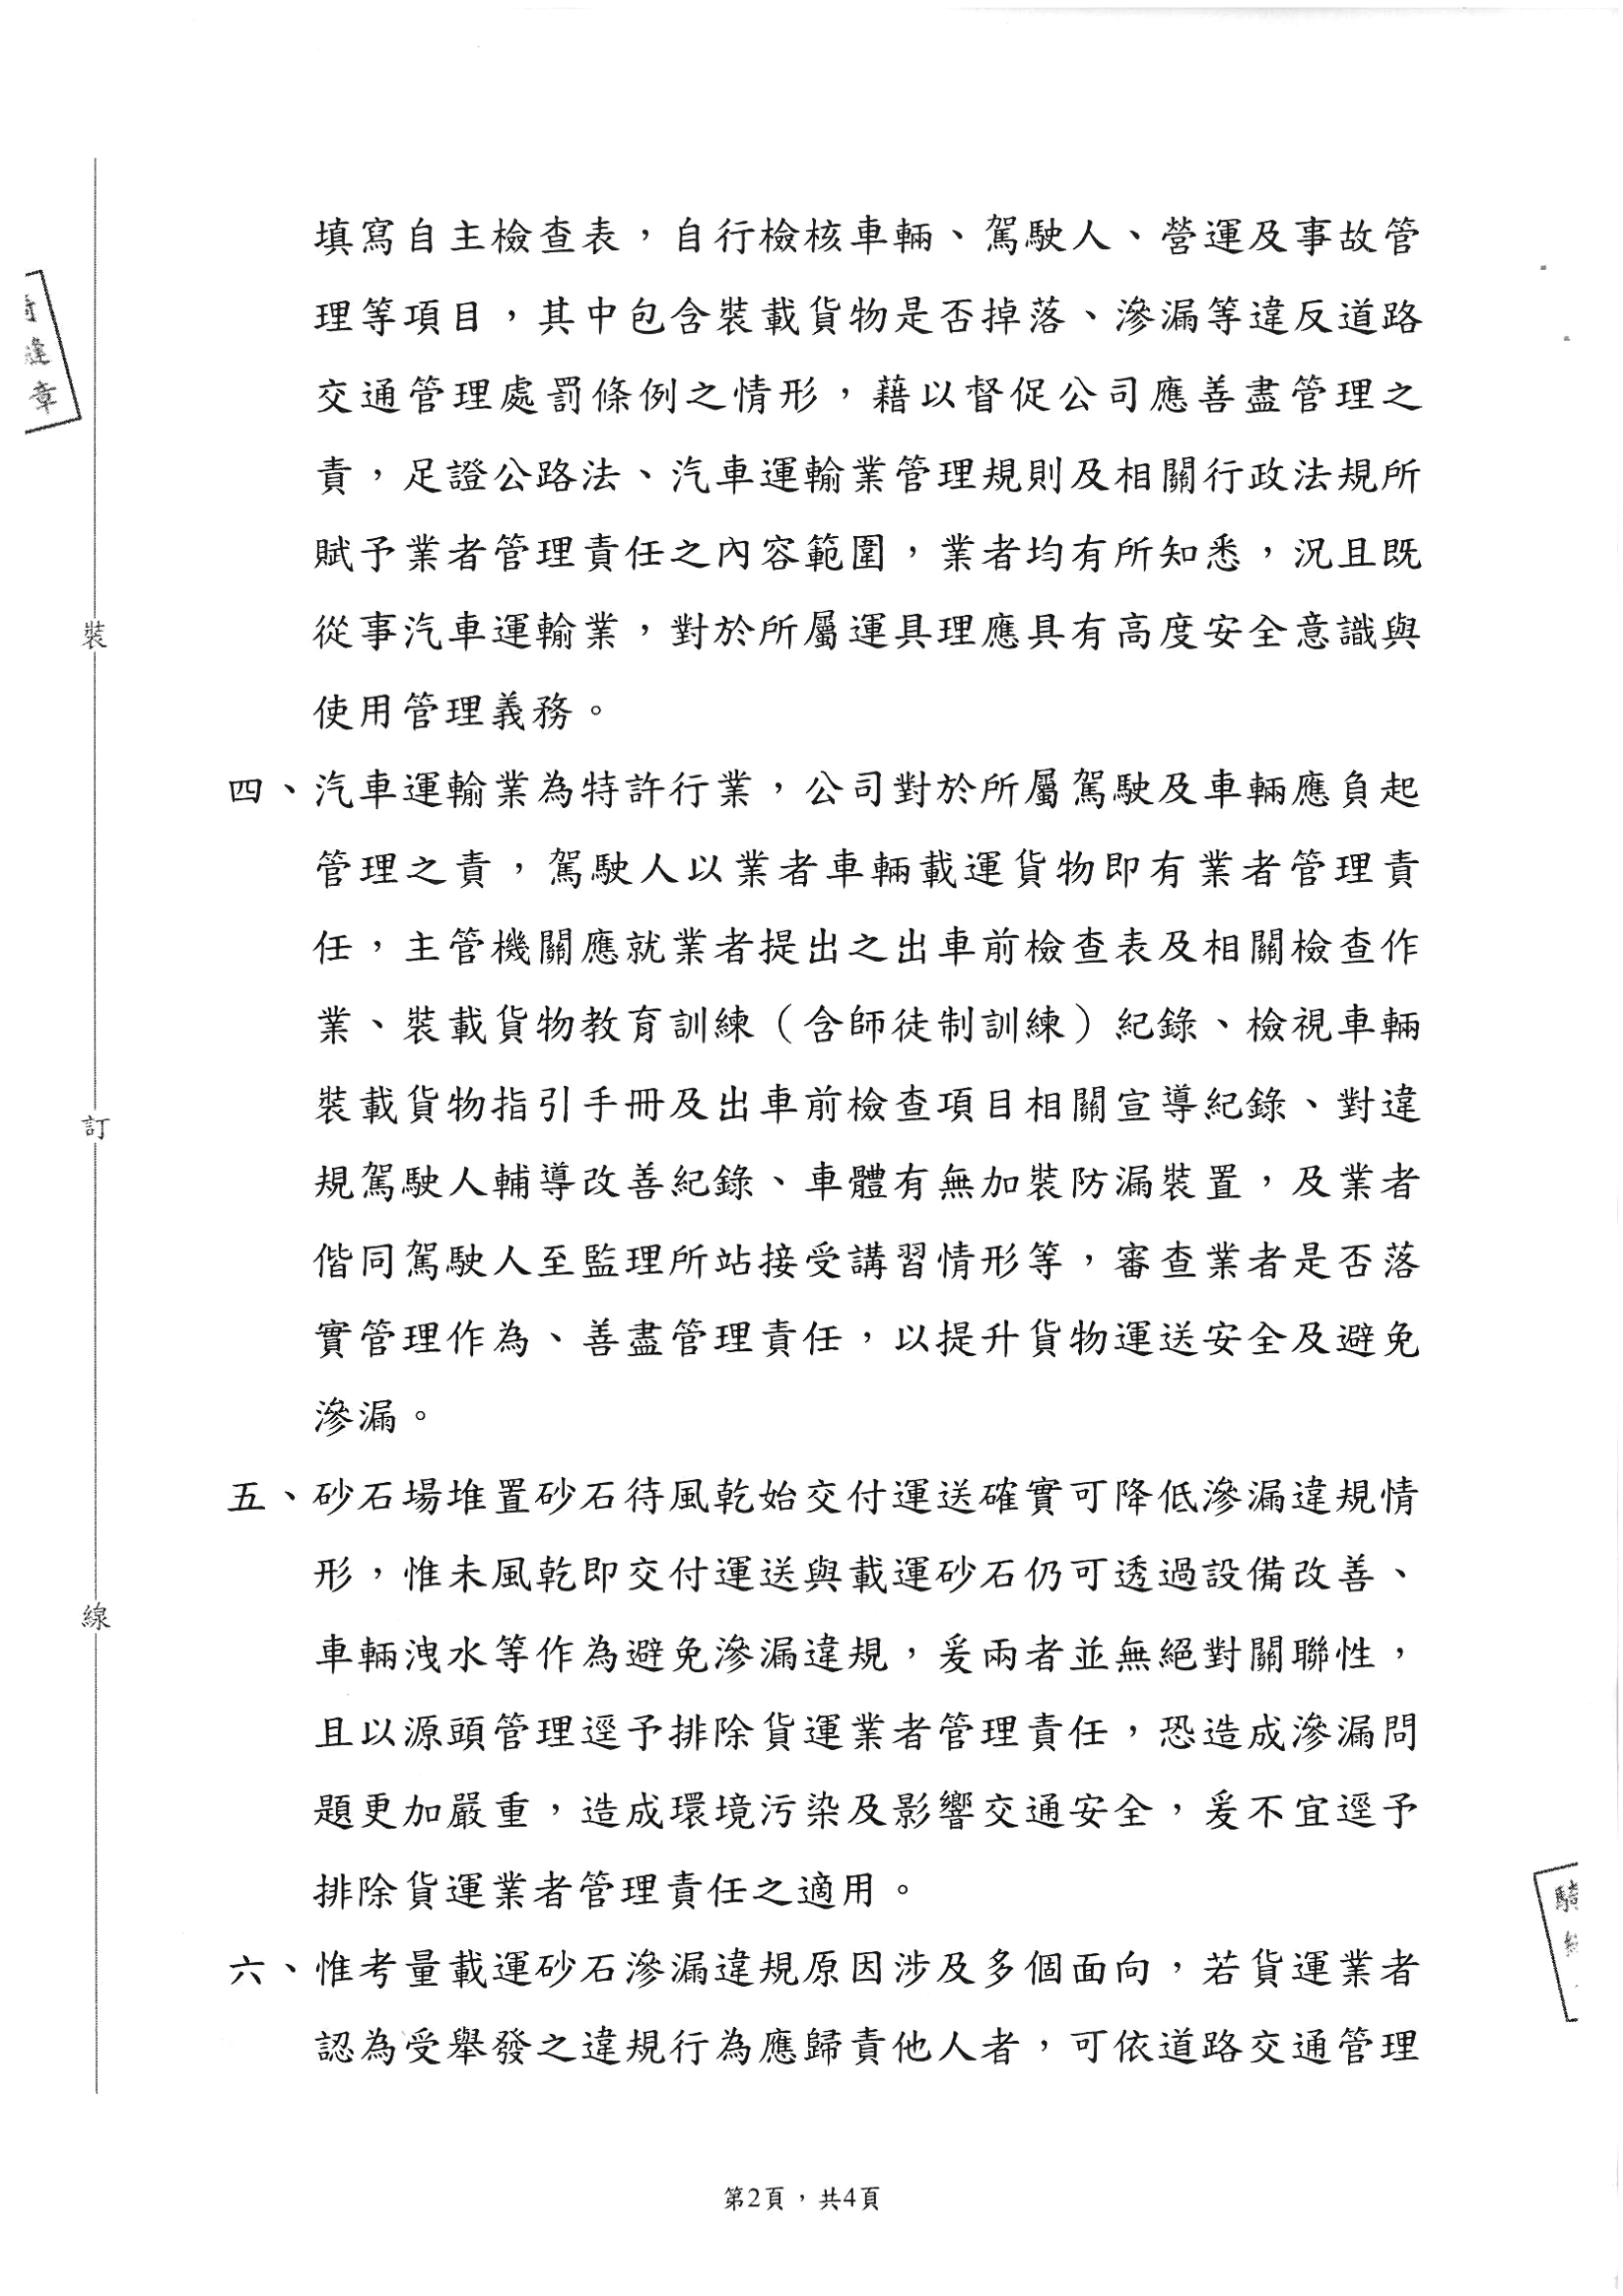 填寫自主檢查表，自行檢核車輛、駕駛人、營運及事故管
理等項目，其中包含裝載貨物是否掉落、滲漏等違反道路
交通管理處罰條例之情形，藉以督促公司應善盡管理之
責，足證公路法、汽車運輸業管理規則及相關行政法規所
賦予業者管理責任之內容範圍，業者均有所知悉，況且既
從事汽車運輸業，對於所屬運具理應具有高度安全意識與
使用管理義務。
四、汽車運輸業為特許行業，公司對於所屬駕駛及車輛應負起
管理之責，駕駛人以業者車輛載運貨物即有業者管理責
任，主管機關應就業者提出之出車前檢查表及相關檢查作
業、裝載貨物教育訓練（含師徒制訓練）紀錄、檢視車輛
裝載貨物指引手冊及出車前檢查項目相關宣導紀錄、對違
規駕駛人輔導改善紀錄、車體有無加裝防漏裝置，及業者
偕同駕駛人至監理所站接受講習情形等，審查業者是否落
實管理作為、善盡管理責任，以提升貨物運送安全及避免
滲漏。
五、砂石場堆置砂石待風乾始交付運送確實可降低滲漏違規情
形，惟未風乾即交付運送與載運砂石仍可透過設備改善、
車輛洩水等作為避免滲漏違規，爰兩者並無絕對關聯性，
且以源頭管理逕予排除貨運業者管理責任，恐造成滲漏問
題更加嚴重，造成環境污染及影響交通安全，爰不宜逕予
排除貨運業者管理責任之適用。
六、惟考量載運砂石滲漏違規原因涉及多個面向，若貨運業者
認為受舉發之違規行為應歸責他人者，可依道路交通管理
第2頁，共4頁
裝
訂
線
縫
章
騎